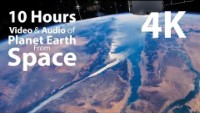 10 Hours
4K
Video & Audio of
Planet Earth
From
Space